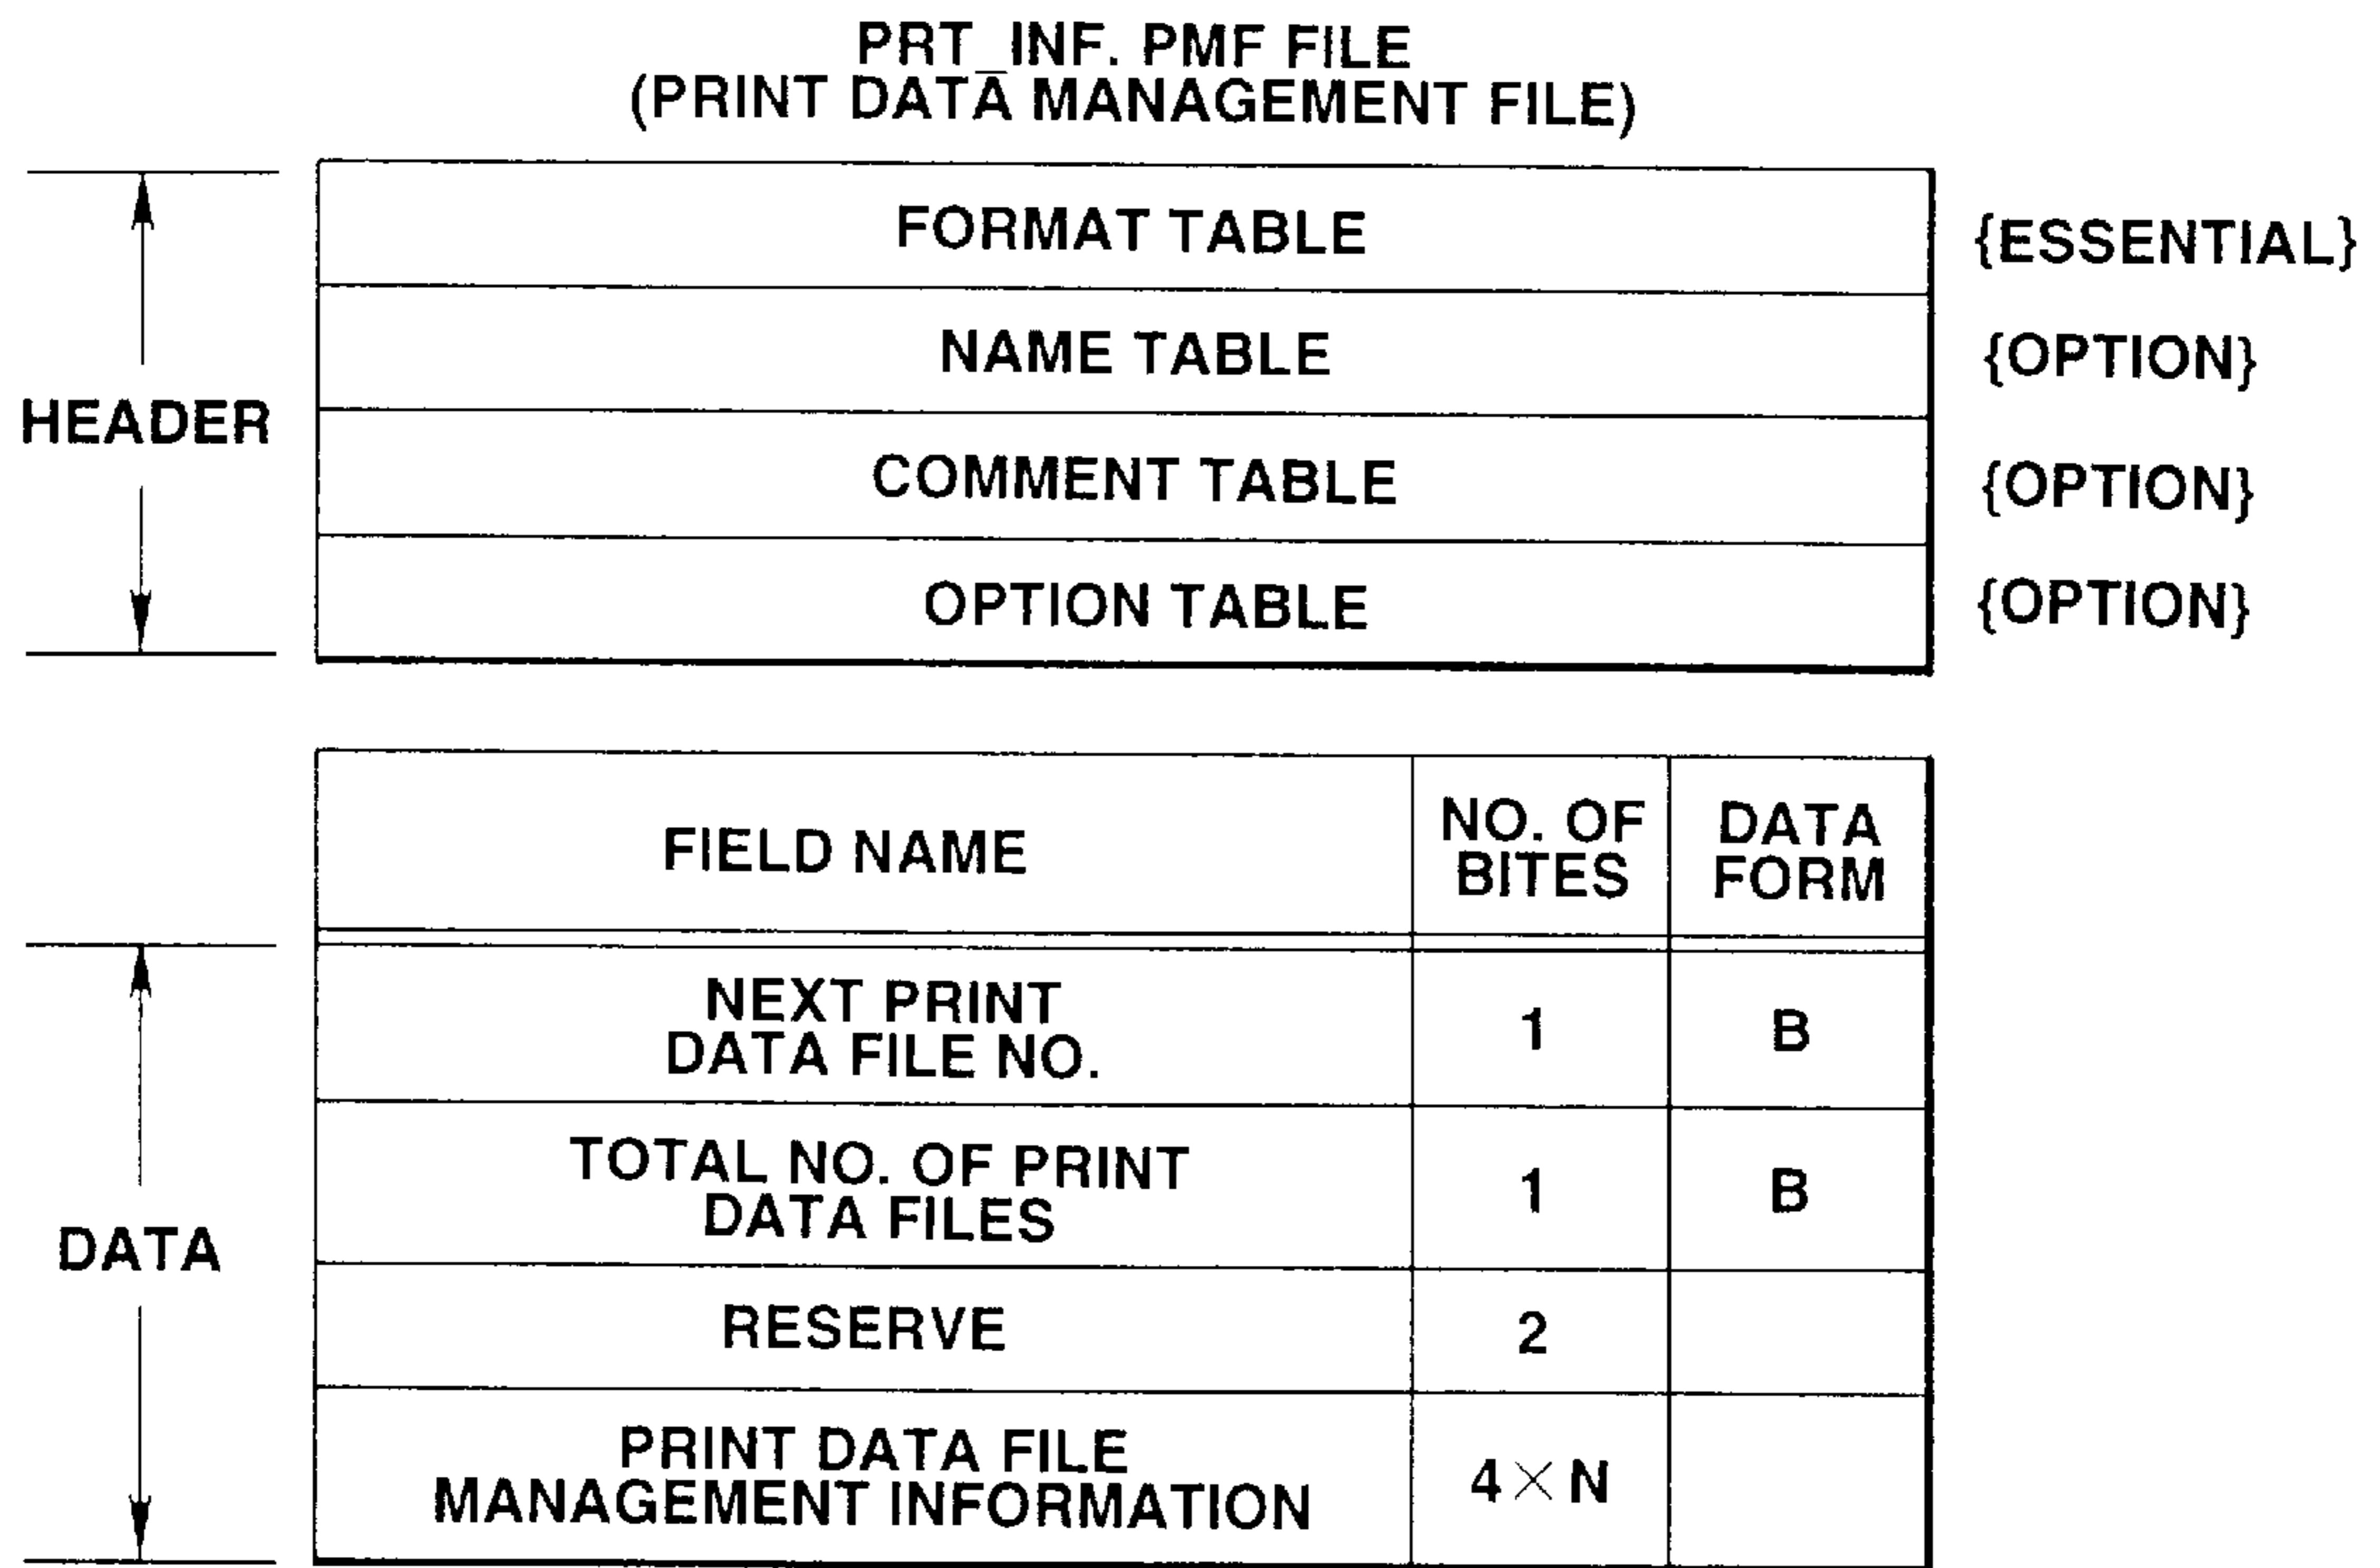 PRT_INF. PMF FILE
(PRINT DATA MANAGEMENT FILE)
HEADER
FORMAT TABLE {ESSENTIAL}
NAME TABLE {OPTION}
COMMENT TABLE {OPTION}
OPTION TABLE {OPTION}
FIELD NAME
NO. OF
BITES
DATA
FORM
DATA
NEXT PRINT
DATA FILE NO.
1
B
TOTAL NO. OF PRINT
DATA FILES
1
B
RESERVE
2
PRINT DATA FILE
MANAGEMENT INFORMATION
4×N